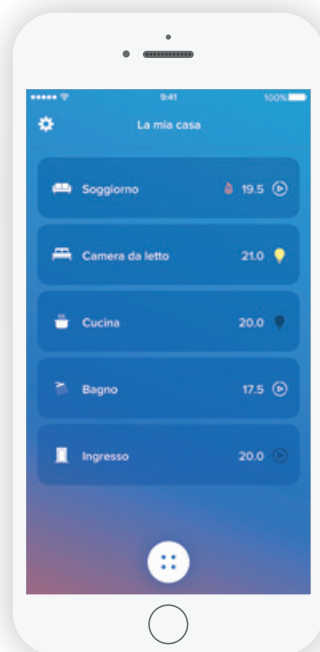 9:41
100%
La mia casa
Soggiorno 19.5
Camera da letto 21.0
Cucina 20.0
Bagno 17.5
Ingresso 20.0